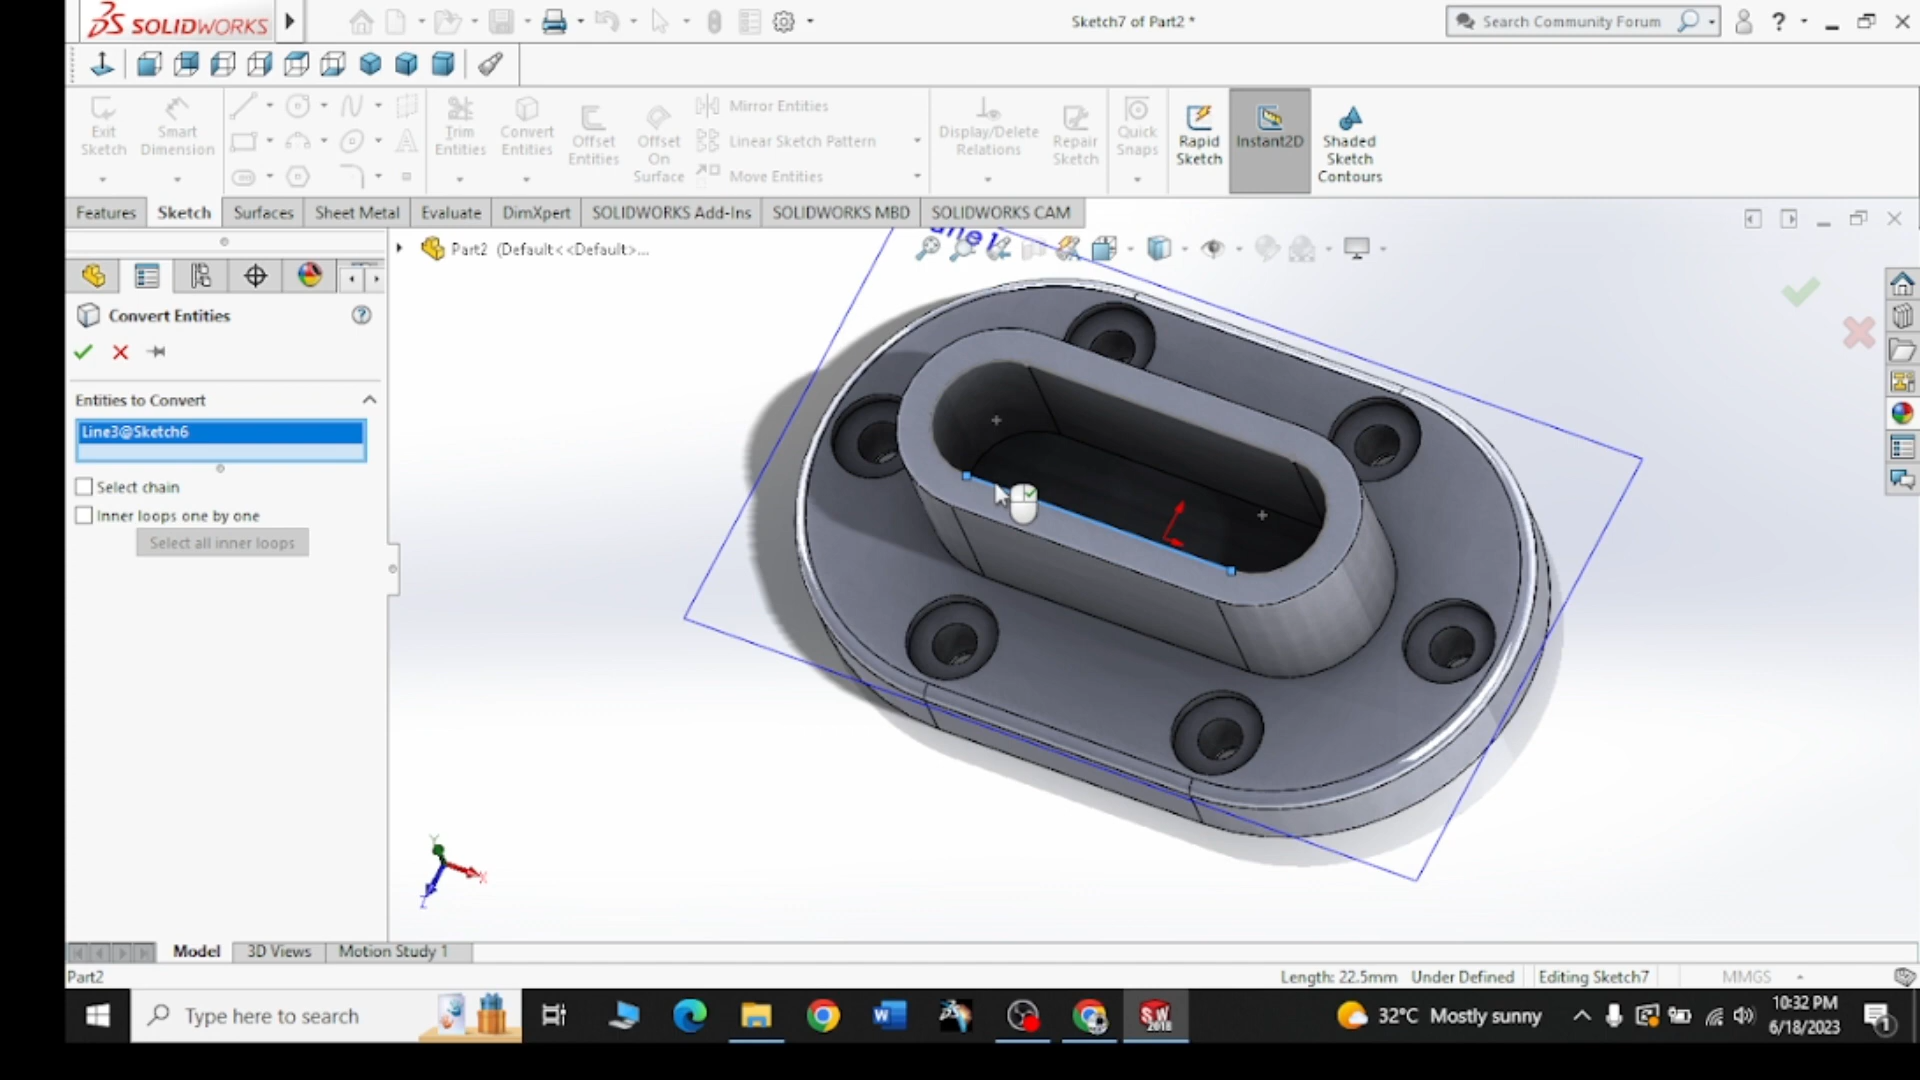 SOLIDWORKS
Sketch7 of Part2 *
Search Community Forum
?
Exit Sketch
Smart Dimension
Trim Entities
Convert Entities
Offset Entities
Offset On Surface
Mirror Entities
Linear Sketch Pattern
Move Entities
Display/Delete Relations
Repair Sketch
Quick Snaps
Rapid Sketch
Instant2D
Shaded Sketch Contours
Features
Sketch
Surfaces
Sheet Metal
Evaluate
DimXpert
SOLIDWORKS Add-Ins
SOLIDWORKS MBD
SOLIDWORKS CAM
Part2 (Default<<Default>...
Convert Entities
?
Entities to Convert
Line3@Sketch6
Select chain
Inner loops one by one
Select all inner loops
Y
X
Z
Model
3D Views
Motion Study 1
Part2
Length: 22.5mm
Under Defined
Editing Sketch7
MMGS
Type here to search
32°C Mostly sunny
10:32 PM
6/18/2023
1